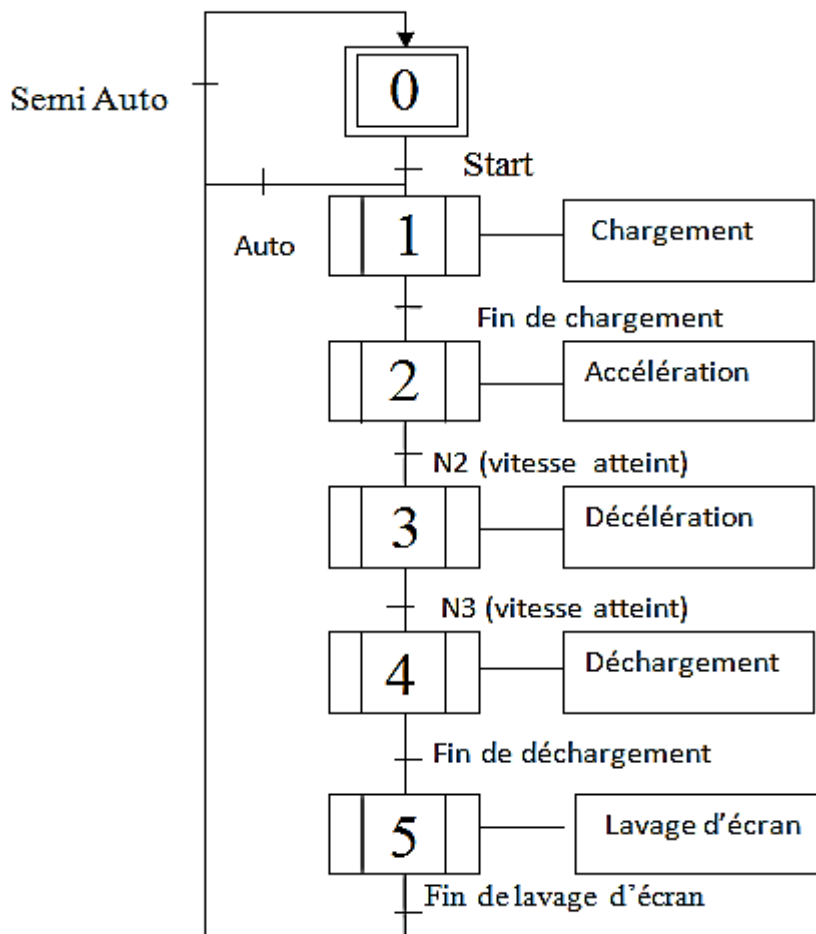 0
Semi Auto
Start
1
Chargement
Auto
Fin de chargement
2
Accélération
N2 (vitesse atteint)
3
Décélération
N3 (vitesse atteint)
4
Déchargement
Fin de déchargement
5
Lavage d'écran
Fin de lavage d'écran